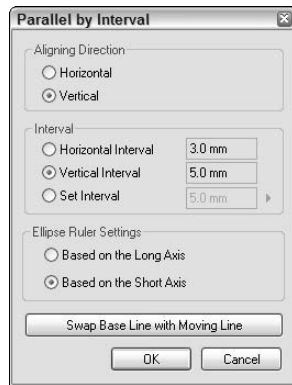 Parallel by Interval
Aligning Direction
Horizontal
Vertical
Interval
Horizontal Interval 3.0 mm
Vertical Interval 5.0 mm
Set Interval 5.0 mm
Ellipse Ruler Settings
Based on the Long Axis
Based on the Short Axis
Swap Base Line with Moving Line
OK Cancel